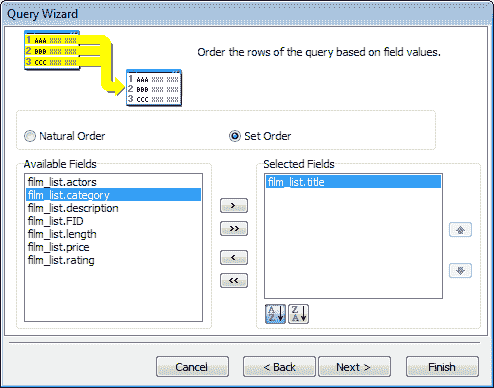 Query Wizard
1 AAA XXX XXX
2 BBB XXX XXX
3 CCC XXX XXX
1 AAA XXX XXX
2 BBB XXX XXX
3 CCC XXX XXX
Order the rows of the query based on field values.
Natural Order
Set Order
Available Fields
film_list.actors
film_list.category
film_list.description
film_list.FID
film_list.length
film_list.price
film_list.rating
>
>>
<
<<
Selected Fields
film_list.title
A Z
Z A
Cancel
< Back
Next >
Finish